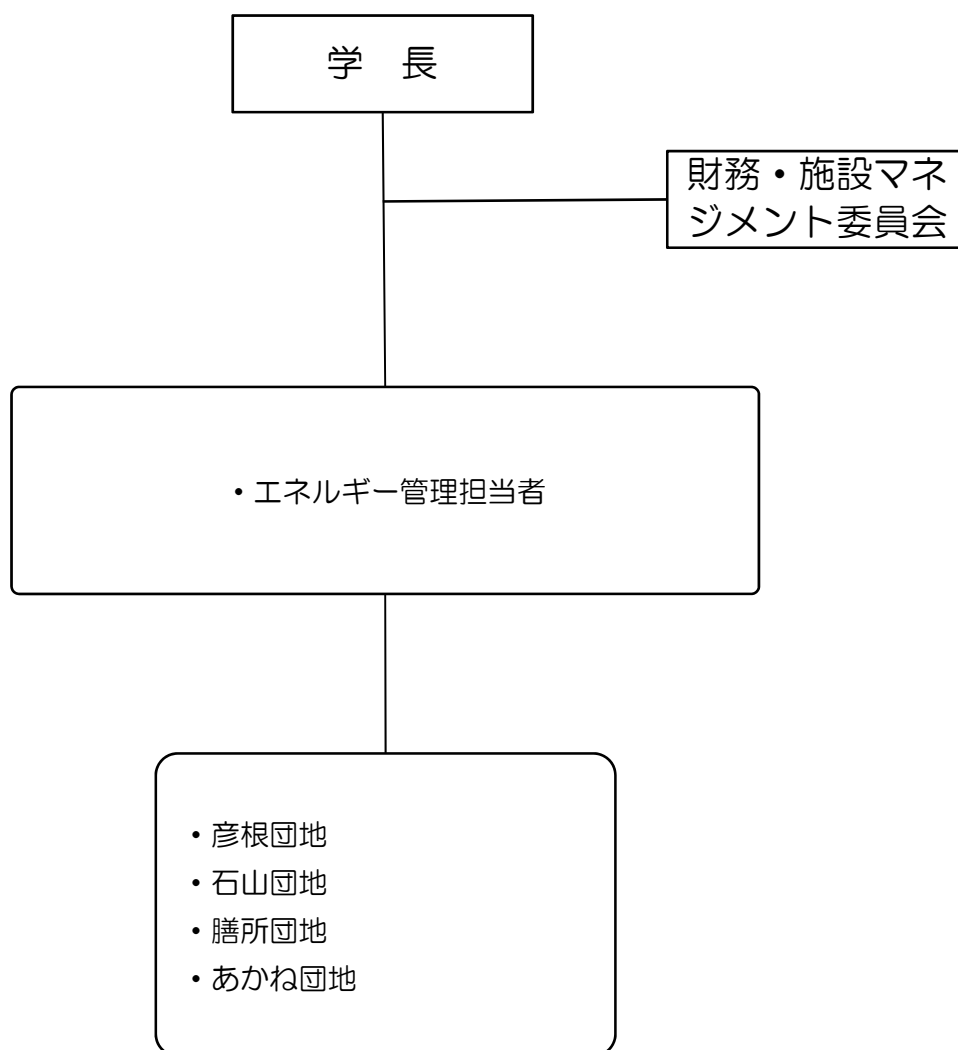 学　長
財務・施設マネ
ジメント委員会
・エネルギー管理担当者
・彦根団地
・石山団地
・膳所団地
・あかね団地